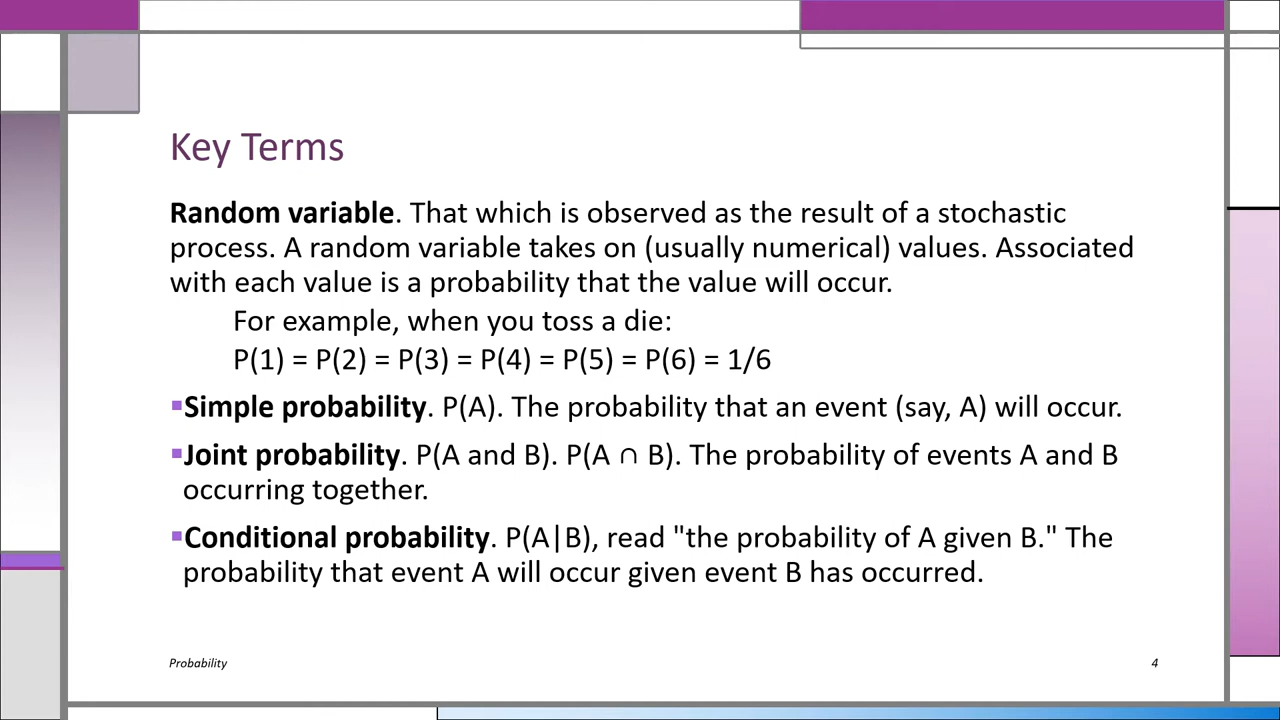 Key Terms
Random variable. That which is observed as the result of a stochastic
process. A random variable takes on (usually numerical) values. Associated
with each value is a probability that the value will occur.
For example, when you toss a die:
P(1) = P(2) = P(3) = P(4) = P(5) = P(6) = 1/6
▪Simple probability. P(A). The probability that an event (say, A) will occur.
▪Joint probability. P(A and B). P(A ∩ B). The probability of events A and B
occurring together.
▪Conditional probability. P(A|B), read "the probability of A given B." The
probability that event A will occur given event B has occurred.
Probability 4